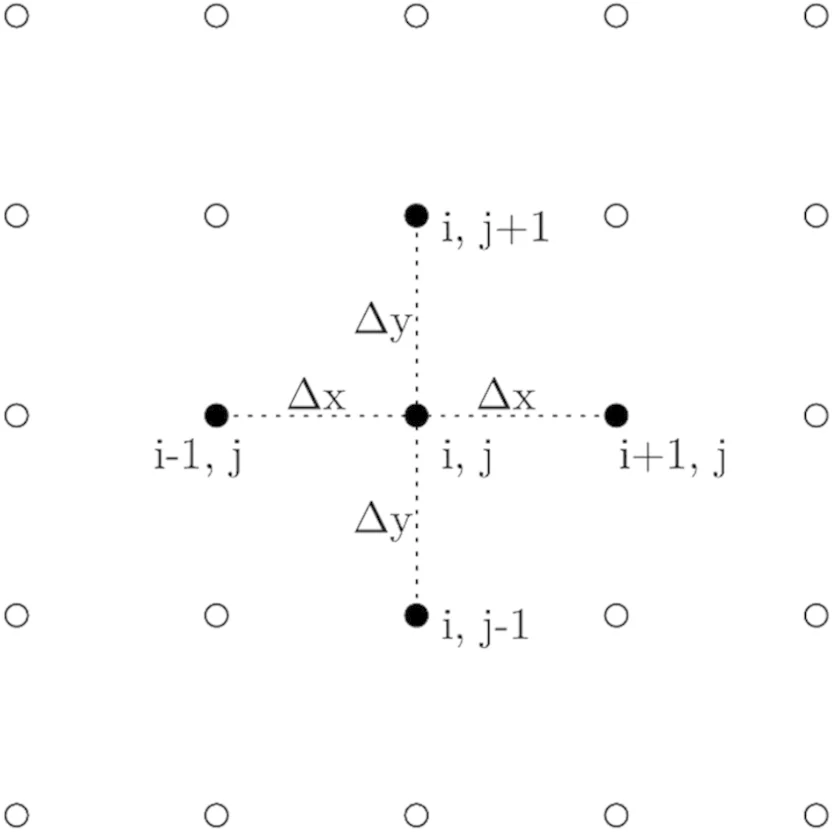 i, j+1
Δy
Δx
Δx
i-1, j
i, j
i+1, j
Δy
i, j-1